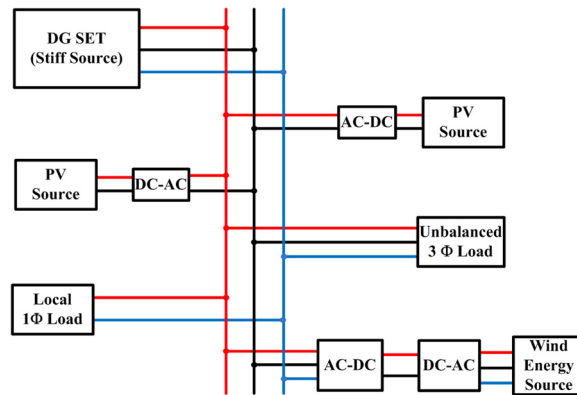 DG SET
(Stiff Source)
AC-DC
PV
Source
PV
Source
DC-AC
Unbalanced
3 Φ Load
Local
1Φ Load
AC-DC
DC-AC
Wind
Energy
Source